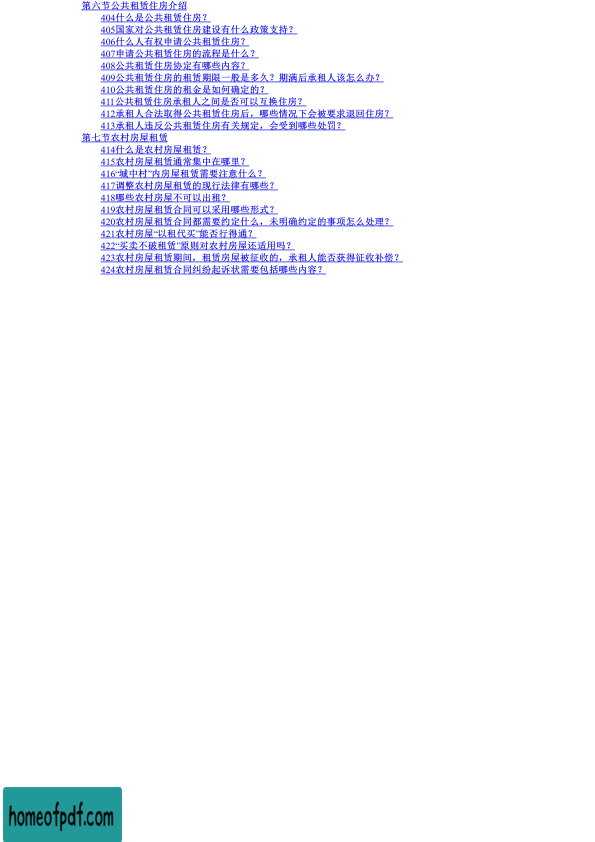 第六节公共租赁住房介绍
404什么是公共租赁住房？
405国家对公共租赁住房建设有什么政策支持？
406什么人有权申请公共租赁住房？
407申请公共租赁住房的流程是什么？
408公共租赁住房协定有哪些内容？
409公共租赁住房的租赁期限一般是多久？期满后承租人该怎么办？
410公共租赁住房的租金是如何确定的？
411公共租赁住房承租人之间是否可以互换住房？
412承租人合法取得公共租赁住房后，哪些情况下会被要求退回住房？
413承租人违反公共租赁住房有关规定，会受到哪些处罚？
第七节农村房屋租赁
414什么是农村房屋租赁？
415农村房屋租赁通常集中在哪里？
416“城中村”内房屋租赁需要注意什么？
417调整农村房屋租赁的现行法律有哪些？
418哪些农村房屋不可以出租？
419农村房屋租赁合同可以采用哪些形式？
420农村房屋租赁合同都需要约定什么，未明确约定的事项怎么处理？
421农村房屋“以租代买”能否行得通？
422“买卖不破租赁”原则对农村房屋还适用吗？
423农村房屋租赁期间，租赁房屋被征收的，承租人能否获得征收补偿？
424农村房屋租赁合同纠纷起诉状需要包括哪些内容？
homeofpdf.com